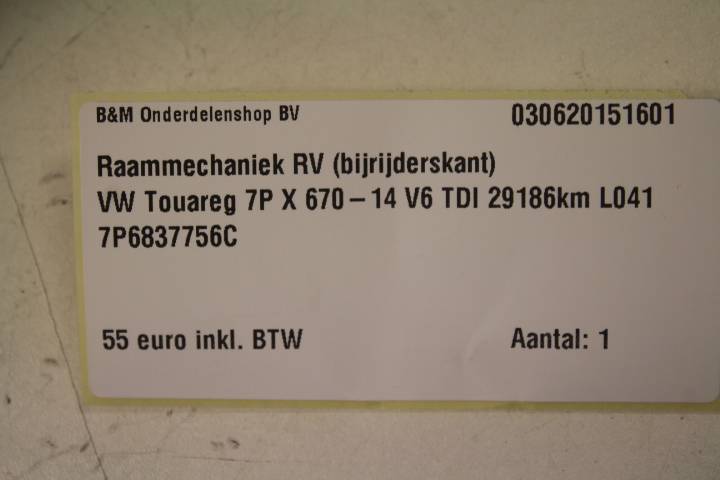 B&M Onderdelenshop BV 030620151601
Raammechaniek RV (bijrijderskant)
VW Touareg 7P X 670 – 14 V6 TDI 29186km L041
7P6837756C
55 euro inkl. BTW Aantal: 1